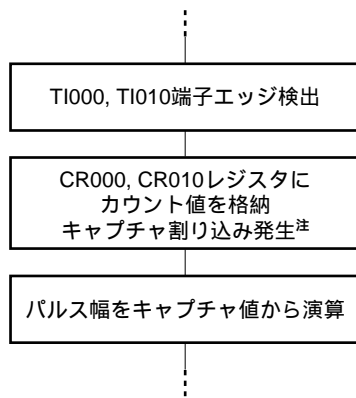 TI000, TI010端子エッジ検出
CR000, CR010レジスタに
カウント値を格納
キャプチャ割り込み発生注
パルス幅をキャプチャ値から演算